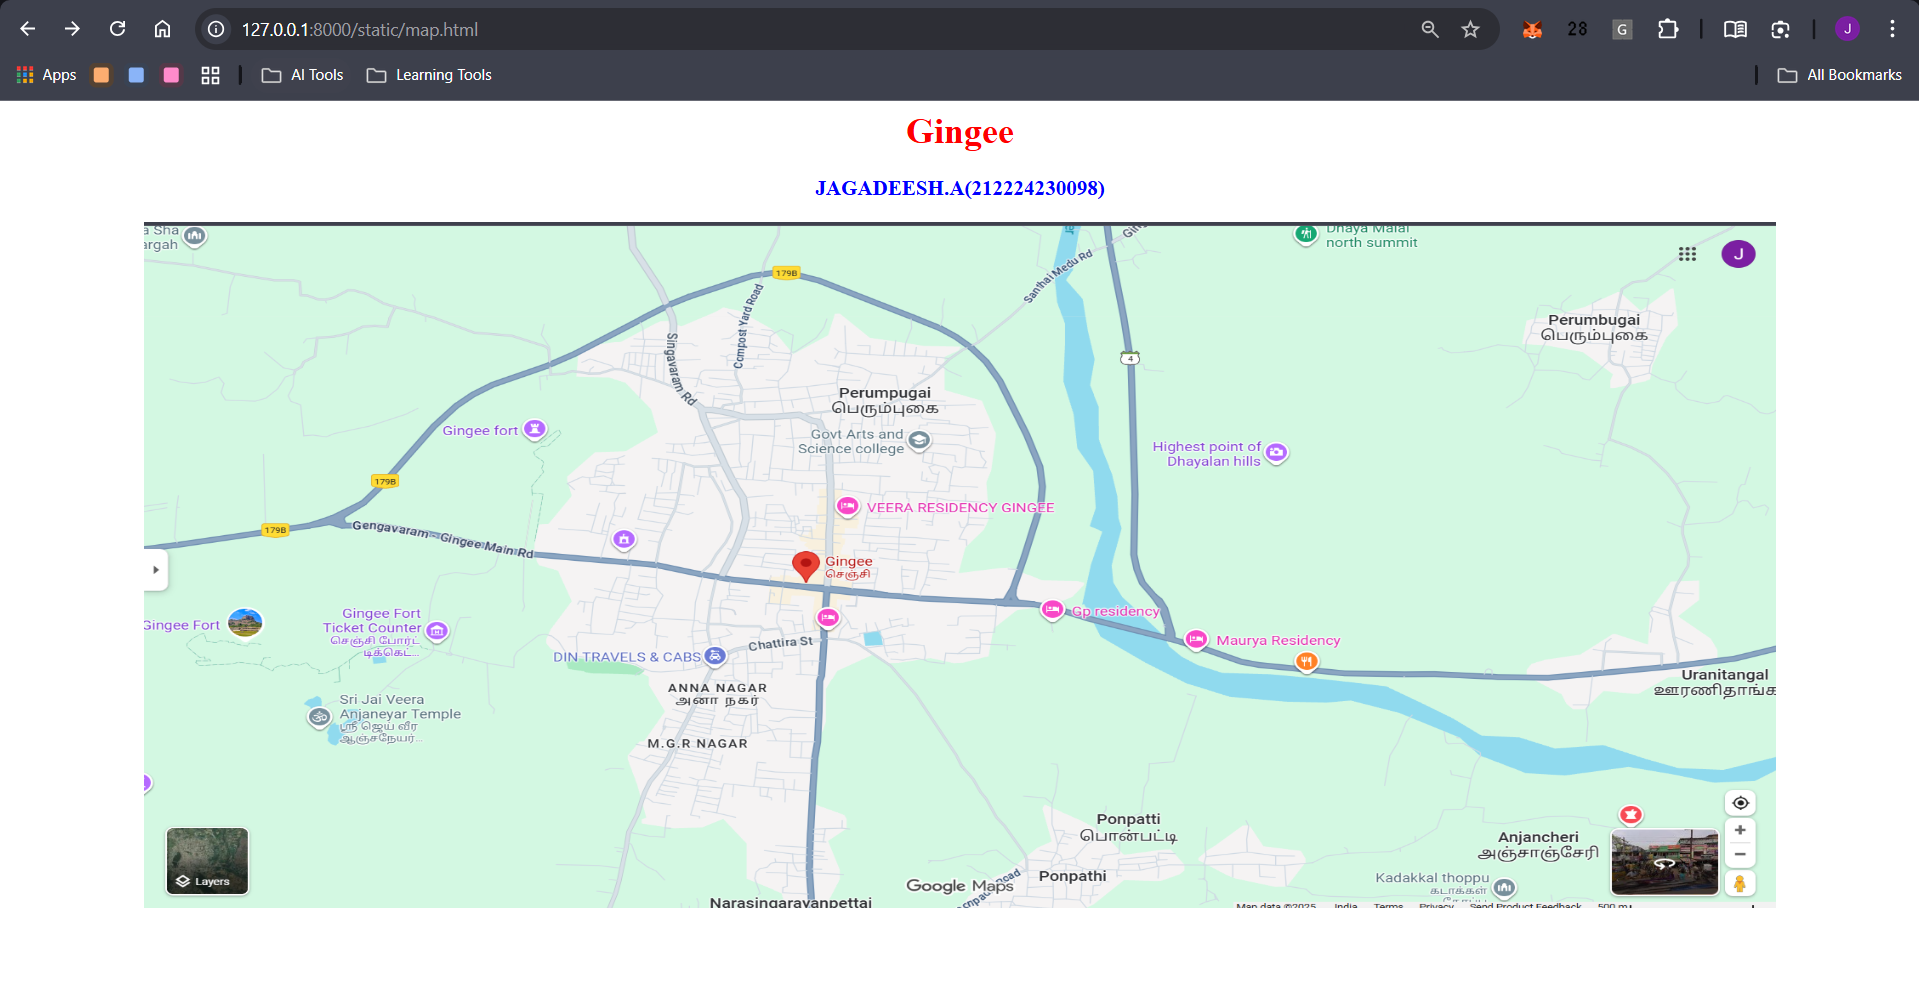 127.0.0.1:8000/static/map.html
28
G
J
Apps
AI Tools
Learning Tools
All Bookmarks
Gingee
JAGADEESH.A(212224230098)
a Sha
argah
Dhaya Malai
north summit
J
Santhai Medu Rd
179B
Compost Yard Road
Singavaram Rd
4
Perumbugai
பெரும்புகை
Perumpugai
பெரும்புகை
Govt Arts and
Science college
Gingee fort
Highest point of
Dhayalan hills
179B
VEERA RESIDENCY GINGEE
179B
Gengavaram - Gingee Main Rd
Gingee
செஞ்சி
Gingee Fort
Gingee Fort
Ticket Counter
செஞ்சி போர்ட்
டிக்கெட்...
Gp residency
Maurya Residency
Chattira St
DIN TRAVELS & CABS
Uranitangal
ஊரணிதாங்க
ANNA NAGAR
அனா நகர்
Sri Jai Veera
Anjaneyar Temple
ஸ்ரீ ஜெய் வீர
ஆஞ்சநேயர்...
M.G.R NAGAR
Ponpatti
பொன்பட்டி
Anjancheri
அஞ்சாஞ்சேரி
Layers
Google Maps
Ponpathi
Kadakkal thoppu
கடாக்கள்
Narasingarayanpettai
Map data ©2025
India
Terms
Privacy
Send Product Feedback
500 m